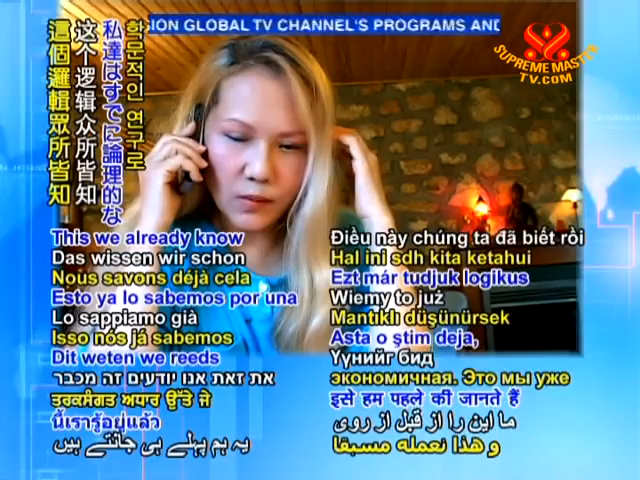 ION GLOBAL TV CHANNEL'S PROGRAMS AND
SUPREME MASTER
TV.COM
這個邏輯眾所皆知
这个逻辑众所皆知
私達はすでに論理的な
학문적인 연구로
This we already know
Das wissen wir schon
Nous savons déjà cela
Esto ya lo sabemos por una
Lo sappiamo già
Isso nós já sabemos
Dit weten we reeds
את זאת אנו יודעים זה מכבר
ਤਰਕਸੰਗਤ ਅਧਾਰ ਉੱਤੇ ਜੇ
นี้เรารู้อยู่แล้ว
یہ ہم پہلے ہی جانتے ہیں
Điều này chúng ta đã biết rồi
Hal ini sdh kita ketahui
Ezt már tudjuk logikus
Wiemy to już
Mantıklı düşünürsek
Asta o ştim deja,
Үүнийг бид
экономичная. Это мы уже
इसे हम पहले की जानते हैं
ما این را از قبل از روی
و هذا نعمله مسبقا